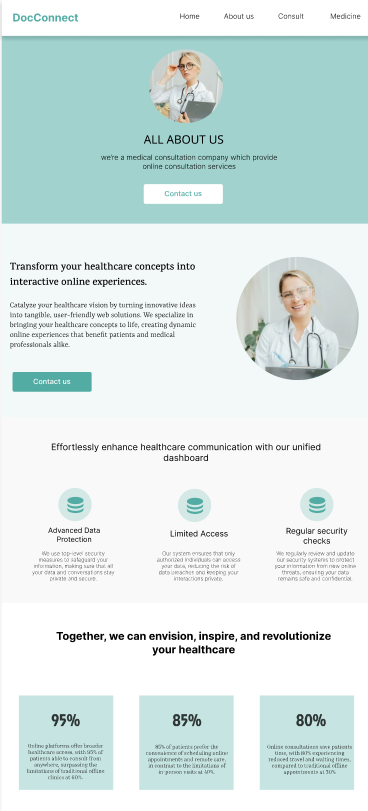 DocConnect
Home About us Consult Medicine
ALL ABOUT US
we're a medical consultation company which provide
online consultation services
Contact us
Transform your healthcare concepts into
interactive online experiences.
Catalyze your healthcare vision by turning innovative ideas
into tangible, user-friendly web solutions. We specialize in
bringing your healthcare concepts to life, creating dynamic
online experiences that benefit patients and medical
professionals alike.
Contact us
Effortlessly enhance healthcare communication with our unified
dashboard
Advanced Data
Protection
We use top-level security
measures to safeguard your
information, making sure that all
your data and conversations stay
private and secure.
Limited Access
Our system ensures that only
authorized individuals can access
your data, reducing the risk of
data breaches and keeping your
interactions private.
Regular security
checks
We regularly review and update
our security systems to protect
your information from new online
threats, ensuring your data
remains safe and confidential.
Together, we can envision, inspire, and revolutionize
your healthcare
95%
Online platforms offer broader
healthcare access, with 95% of
patients able to consult from
anywhere, surpassing the
limitations of traditional offline
clinics at 60%.
85%
85% of patients prefer the
convenience of scheduling online
appointments and remote care,
in contrast to the limitations of
in-person visits at 40%.
80%
Online consultations save patients
time, with 80% experiencing
reduced travel and waiting times,
compared to traditional offline
appointments at 30%.